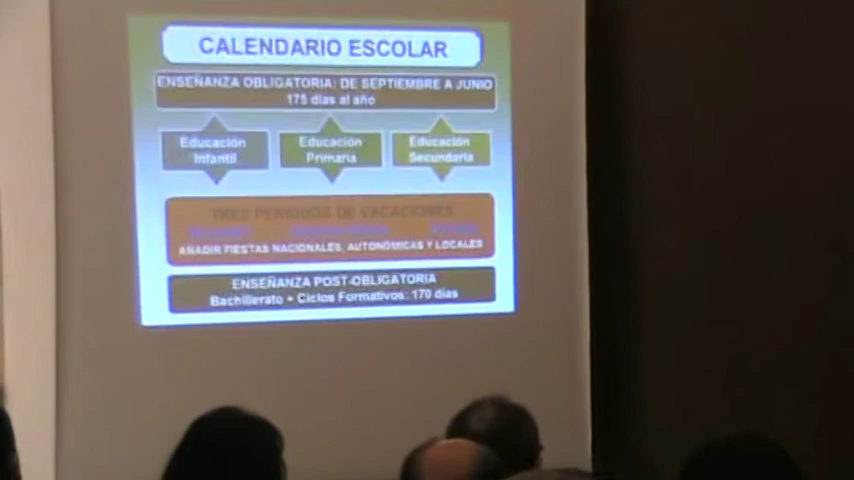 CALENDARIO ESCOLAR
ENSEÑANZA OBLIGATORIA: DE SEPTIEMBRE A JUNIO
175 días al año
Educación
Infantil
Educación
Primaria
Educación
Secundaria
TRES PERIODOS DE VACACIONES
AÑADIR FIESTAS NACIONALES, AUTONÓMICAS Y LOCALES
ENSEÑANZA POST-OBLIGATORIA
Bachillerato + Ciclos Formativos: 170 días